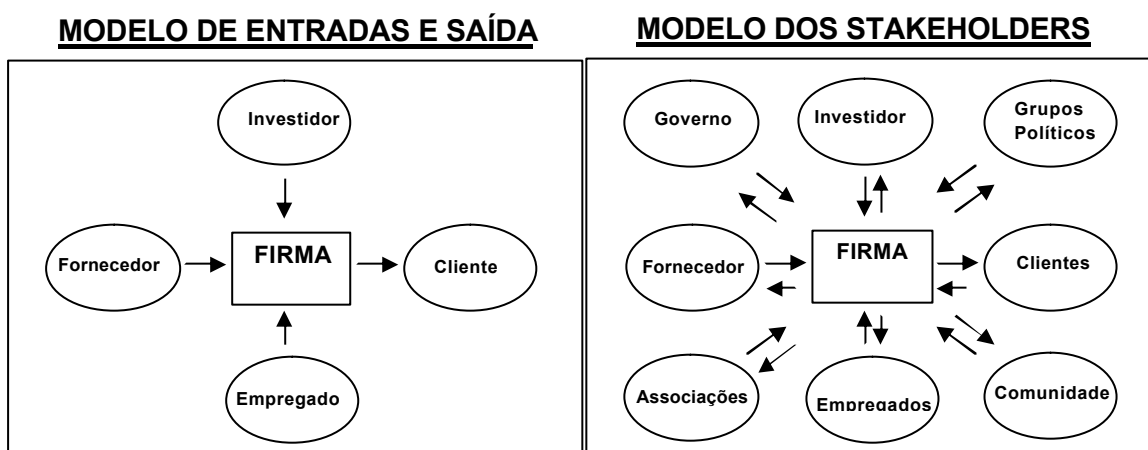 MODELO DE ENTRADAS E SAÍDA
Investidor
Fornecedor
FIRMA
Cliente
Empregado
MODELO DOS STAKEHOLDERS
Governo
Investidor
Grupos
Políticos
Fornecedor
FIRMA
Clientes
Associações
Empregados
Comunidade